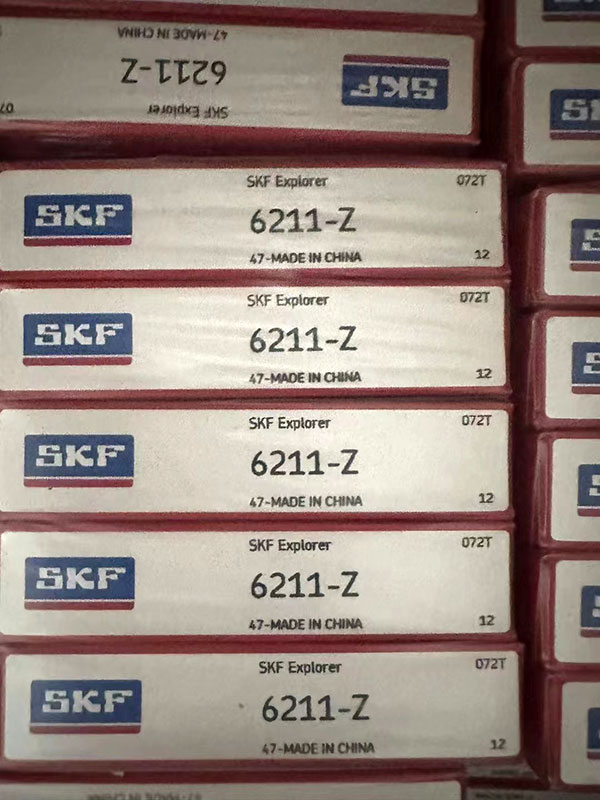 47-MADE IN CHINA
6211-Z
SKF
SKF Explorer
SKF Explorer 072T
SKF
6211-Z
47-MADE IN CHINA 12
SKF Explorer 072T
SKF
6211-Z
47-MADE IN CHINA 12
SKF Explorer 072T
SKF
6211-Z
47-MADE IN CHINA 12
SKF Explorer 072T
SKF
6211-Z
47-MADE IN CHINA 12
SKF Explorer 072T
SKF
6211-Z
47-MADE IN CHINA 12